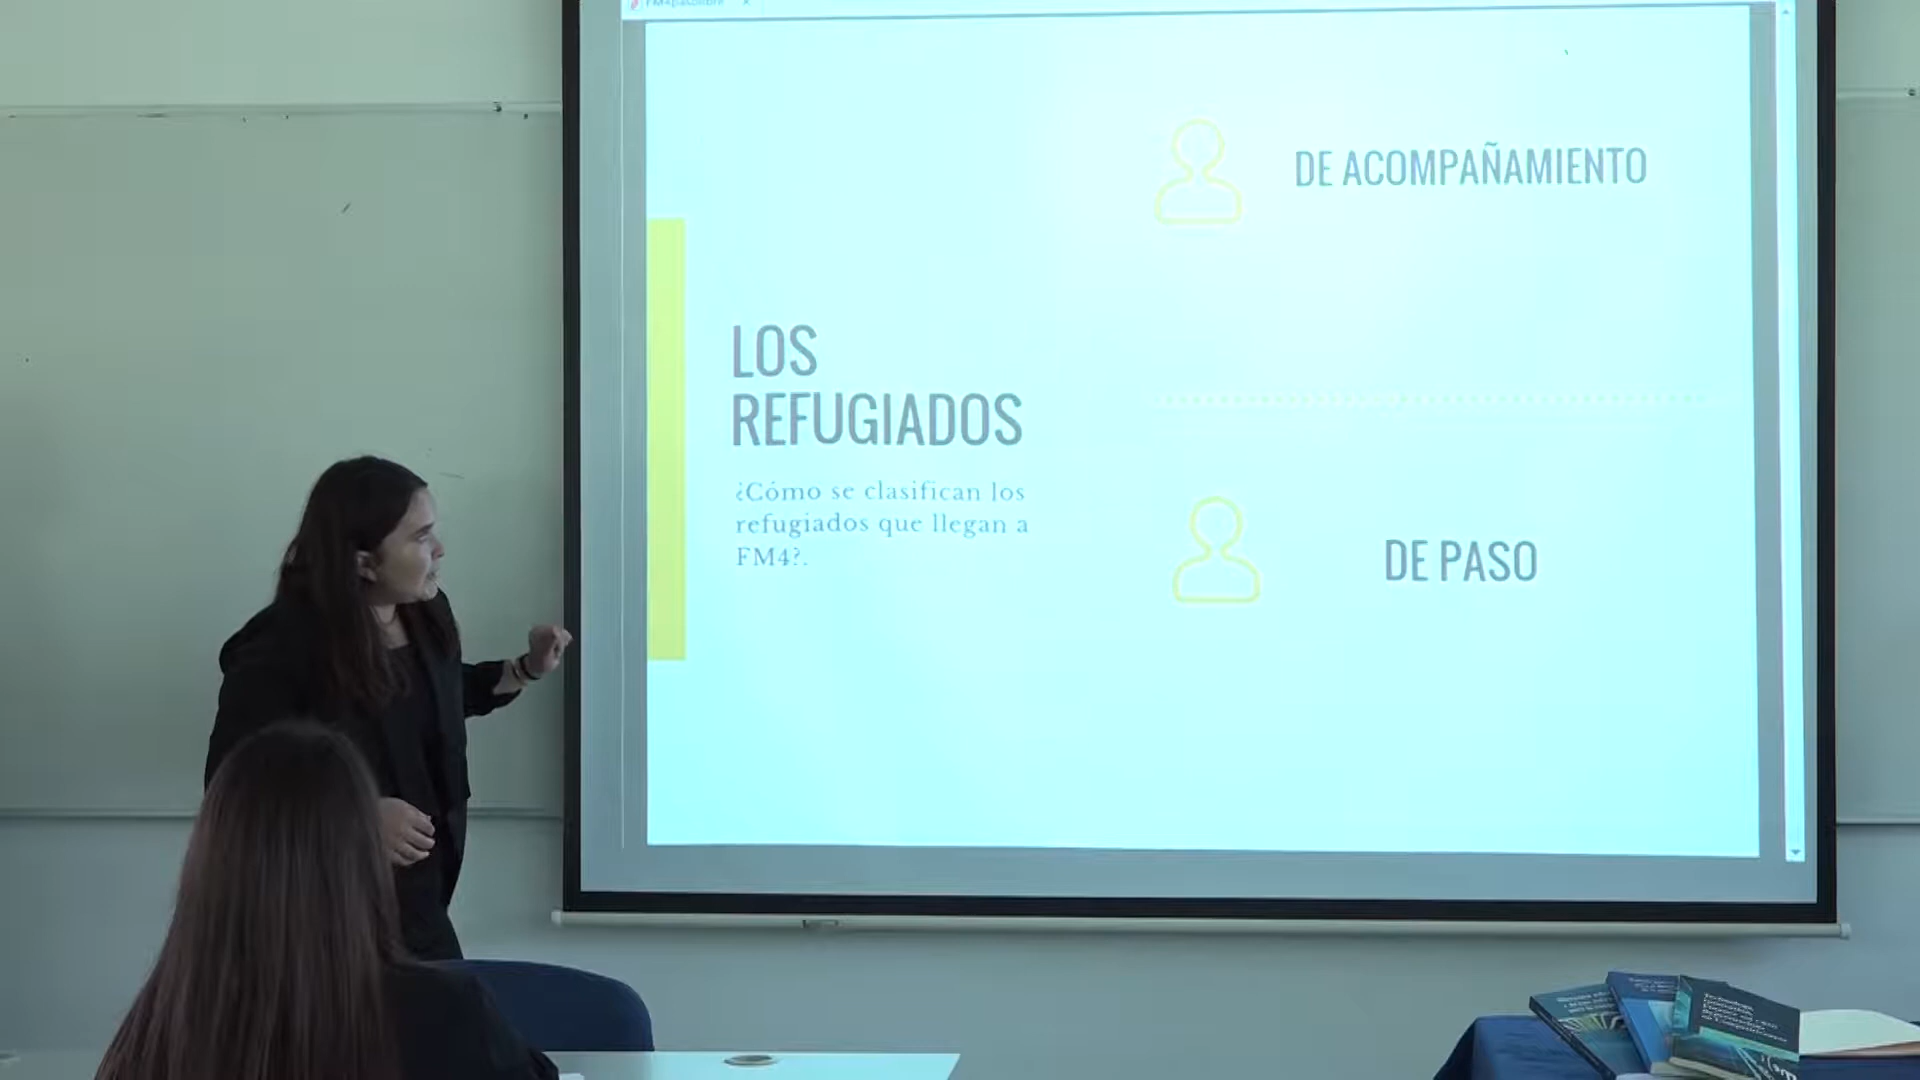 LOS
REFUGIADOS
¿Cómo se clasifican los
refugiados que llegan a
FM4?.
DE ACOMPAÑAMIENTO
DE PASO